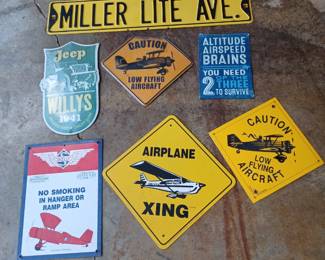 MILLER LITE AVE.
Jeep
WILLYS
1941
CAUTION
LOW FLYING
AIRCRAFT
ALTITUDE
AIRSPEED
BRAINS
YOU NEED
2
THREE
TO SURVIVE
NO SMOKING
IN HANGER OR
RAMP AREA
AIRPLANE
XING
CAUTION
LOW
FLYING
AIRCRAFT